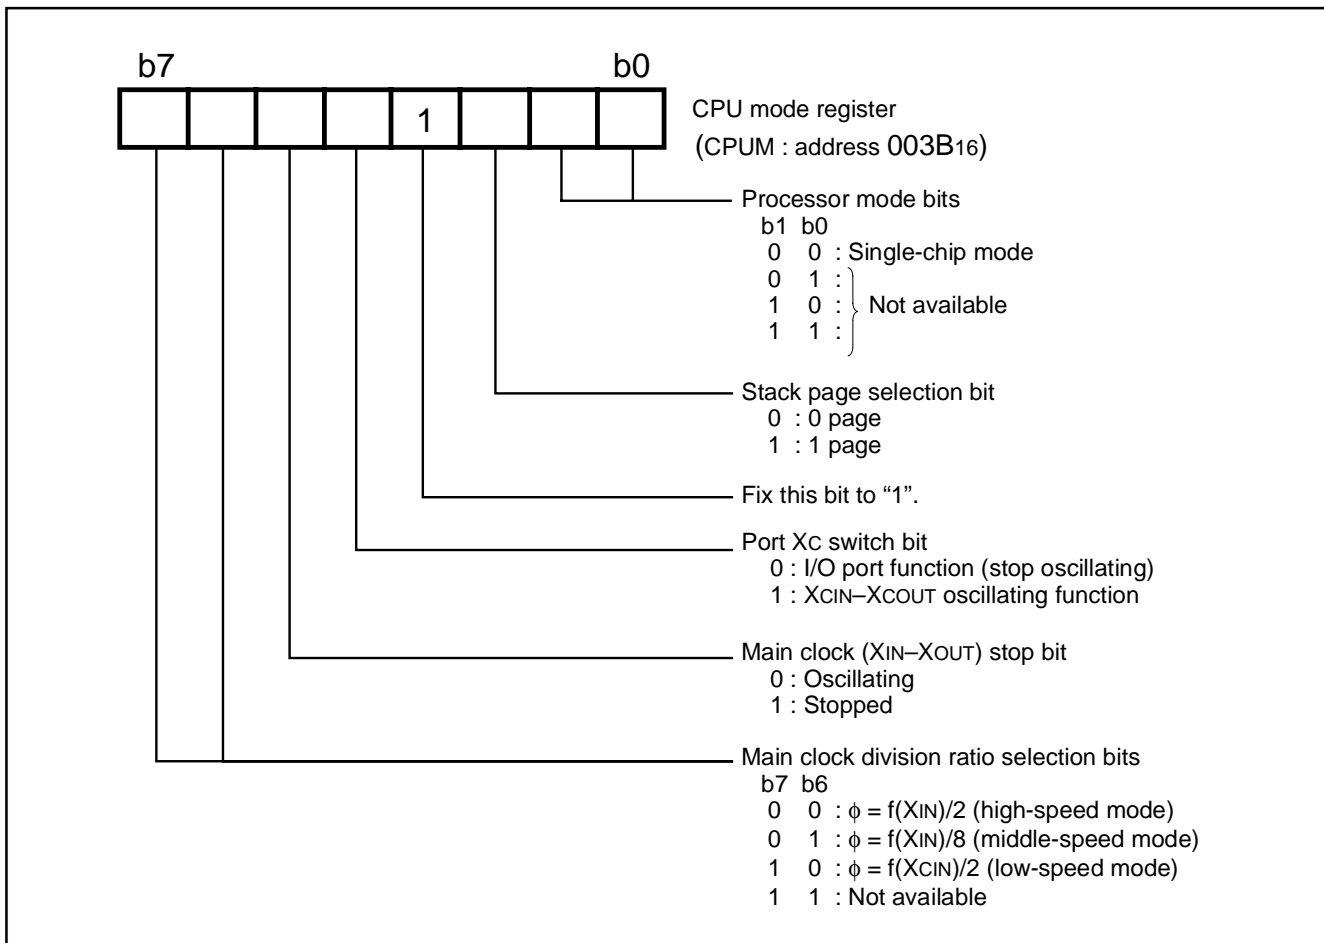 b7 b0
1
CPU mode register
(CPUM : address 003B16)
Processor mode bits
b1 b0
0 0 : Single-chip mode
0 1 :
1 0 : Not available
1 1 :
Stack page selection bit
0 : 0 page
1 : 1 page
Fix this bit to “1”.
Port XC switch bit
0 : I/O port function (stop oscillating)
1 : XCIN–XCOUT oscillating function
Main clock (XIN–XOUT) stop bit
0 : Oscillating
1 : Stopped
Main clock division ratio selection bits
b7 b6
0 0 : ϕ = f(XIN)/2 (high-speed mode)
0 1 : ϕ = f(XIN)/8 (middle-speed mode)
1 0 : ϕ = f(XCIN)/2 (low-speed mode)
1 1 : Not available